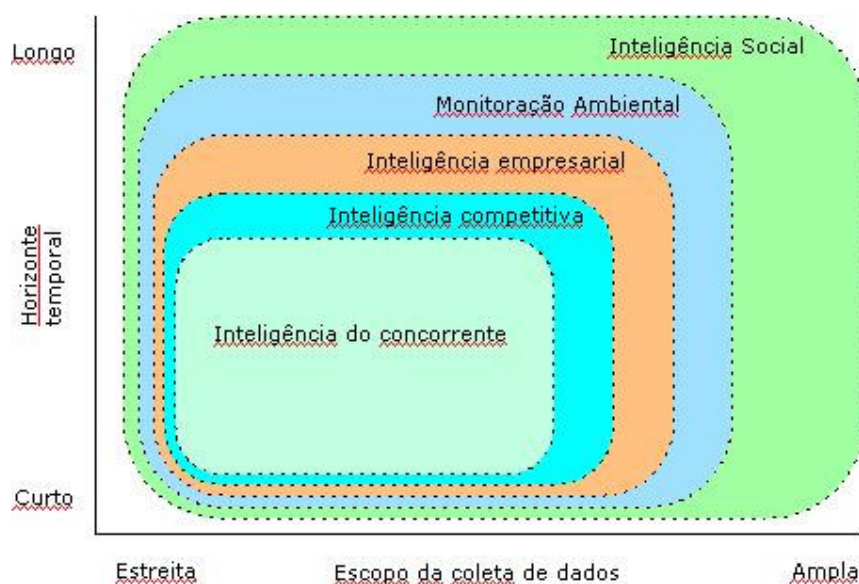 Longo
Inteligência Social
Monitoração Ambiental
Inteligência empresarial
Inteligência competitiva
Horizonte
temporal
Inteligência do concorrente
Curto
Estreita
Escopo da coleta de dados
Ampla